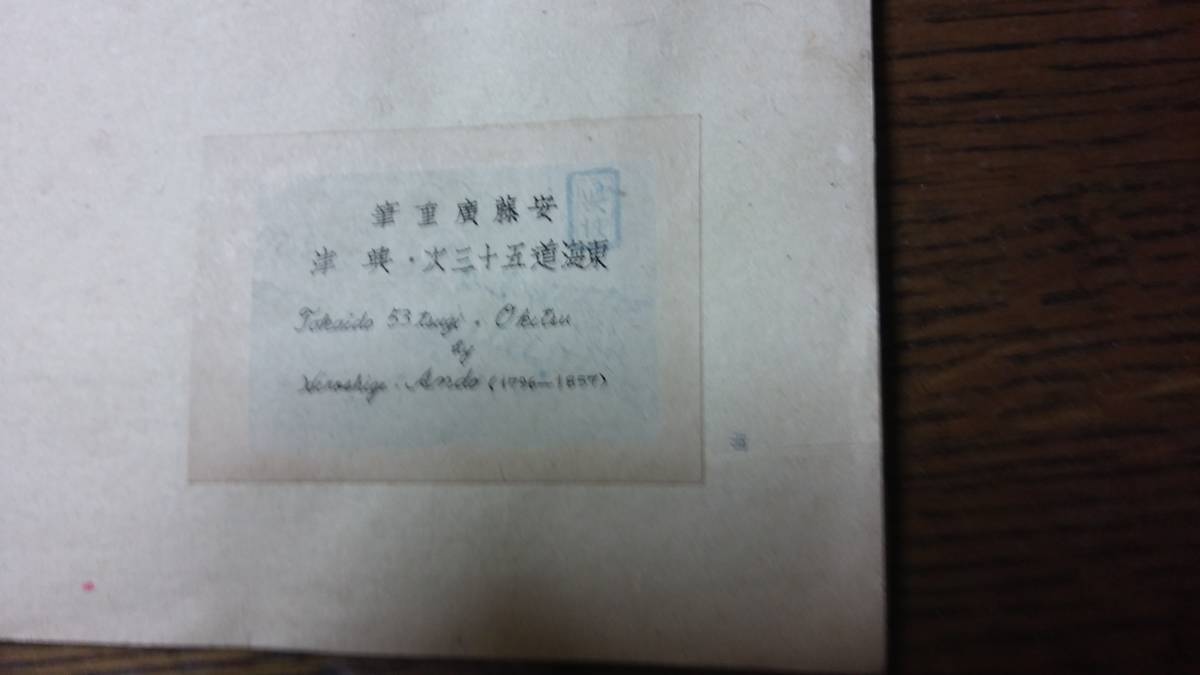 安藤廣重筆
東海道五十三次・興津
Tokaido 53 tsugi. Okitsu
by
Hiroshige. Ando (1796—1857)